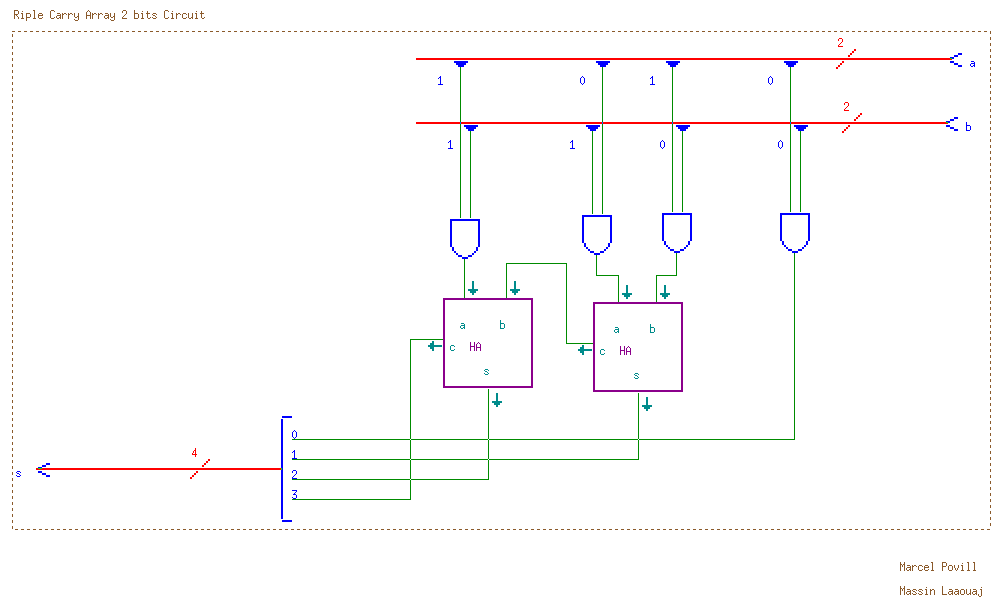 Riple Carry Array 2 bits Circuit
2
a
1 0 1 0
2
b
1 1 0 0
a b
c HA
s
a b
c HA
s
0
1
2
3
4
s
Marcel Povill
Massin Laaouaj